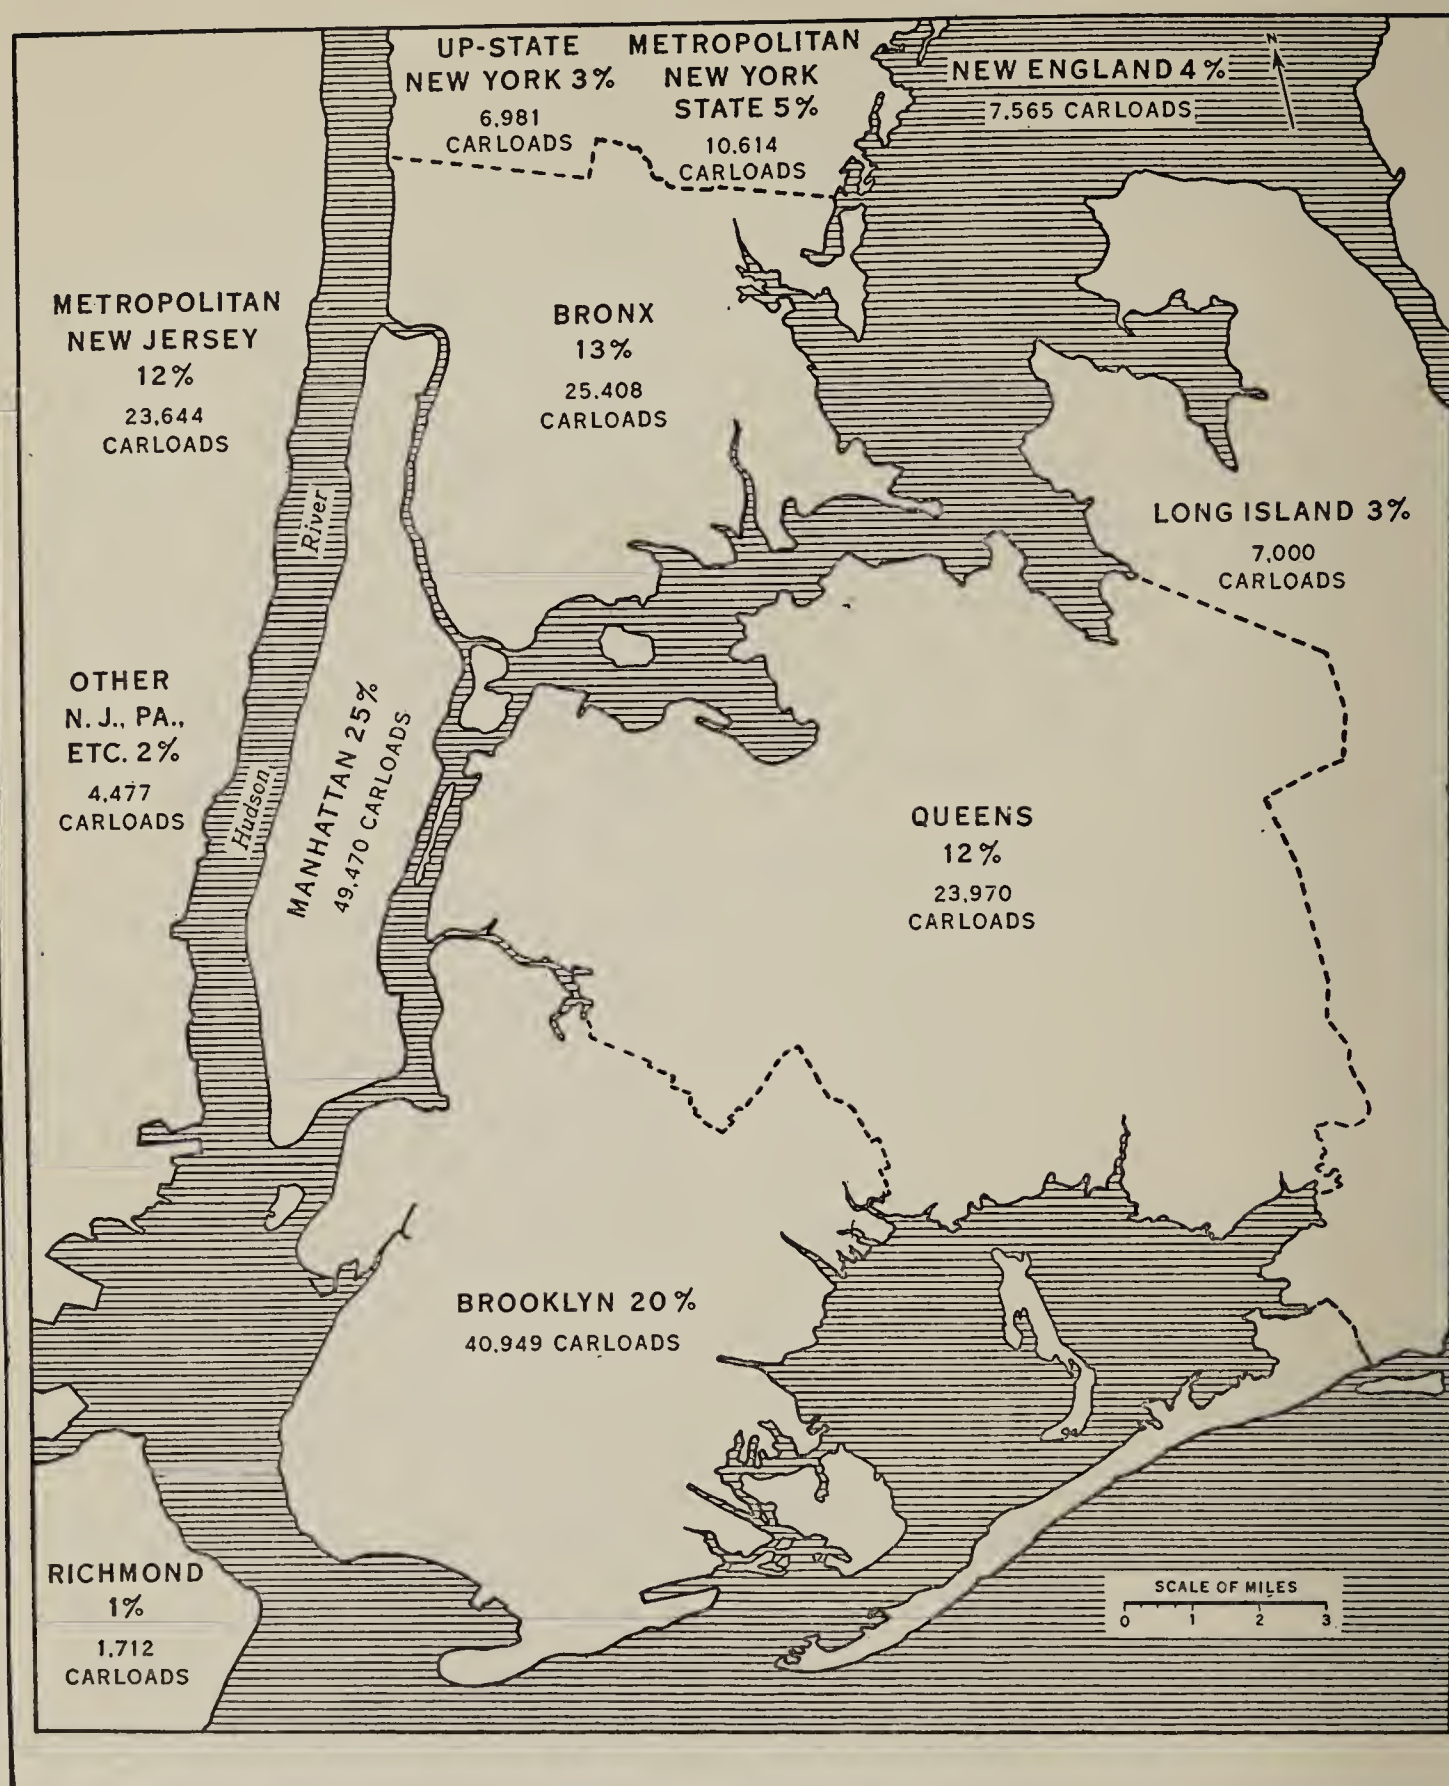 UP-STATE
NEW YORK 3%
6,981
CARLOADS
METROPOLITAN
NEW YORK
STATE 5%
10.614
CARLOADS
NEW ENGLAND 4%
7,565 CARLOADS
N
METROPOLITAN
NEW JERSEY
12%
23,644
CARLOADS
BRONX
13%
25.408
CARLOADS
River
LONG ISLAND 3%
7,000
CARLOADS
OTHER
N. J., PA.,
ETC. 2%
4,477
CARLOADS
Hudson
MANHATTAN 25%
49,470 CARLOADS
QUEENS
12%
23,970
CARLOADS
BROOKLYN 20%
40,949 CARLOADS
RICHMOND
1%
1,712
CARLOADS
SCALE OF MILES
0 1 2 3